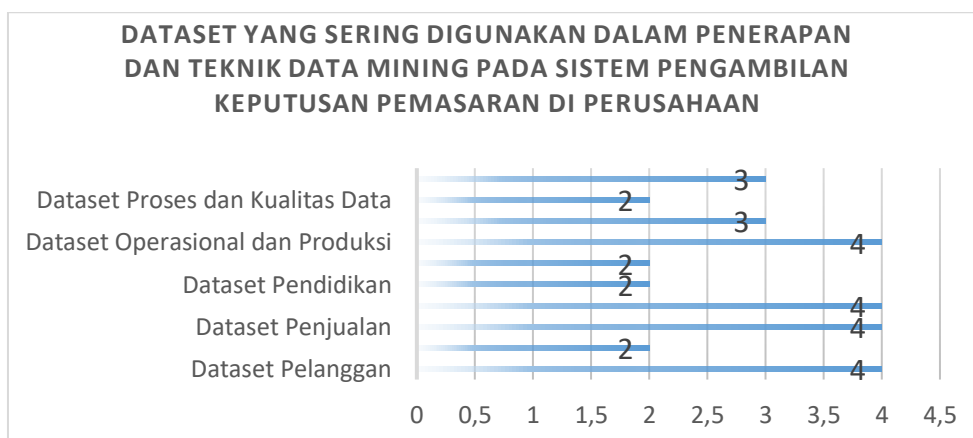 DATASET YANG SERING DIGUNAKAN DALAM PENERAPAN
DAN TEKNIK DATA MINING PADA SISTEM PENGAMBILAN
KEPUTUSAN PEMASARAN DI PERUSAHAAN
3
Dataset Proses dan Kualitas Data 2
3
Dataset Operasional dan Produksi 4
2
Dataset Pendidikan 2
4
Dataset Penjualan 4
2
Dataset Pelanggan 4
0 0,5 1 1,5 2 2,5 3 3,5 4 4,5